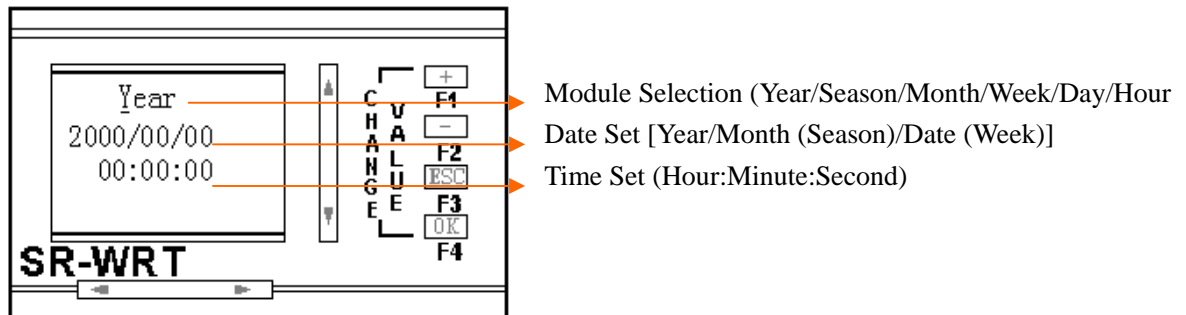 Year
2000/00/00
00:00:00
CHANGE
VALUE
+
F1
-
F2
ESC
F3
OK
F4
SR-WRT
Module Selection (Year/Season/Month/Week/Day/Hour
Date Set [Year/Month (Season)/Date (Week)]
Time Set (Hour:Minute:Second)